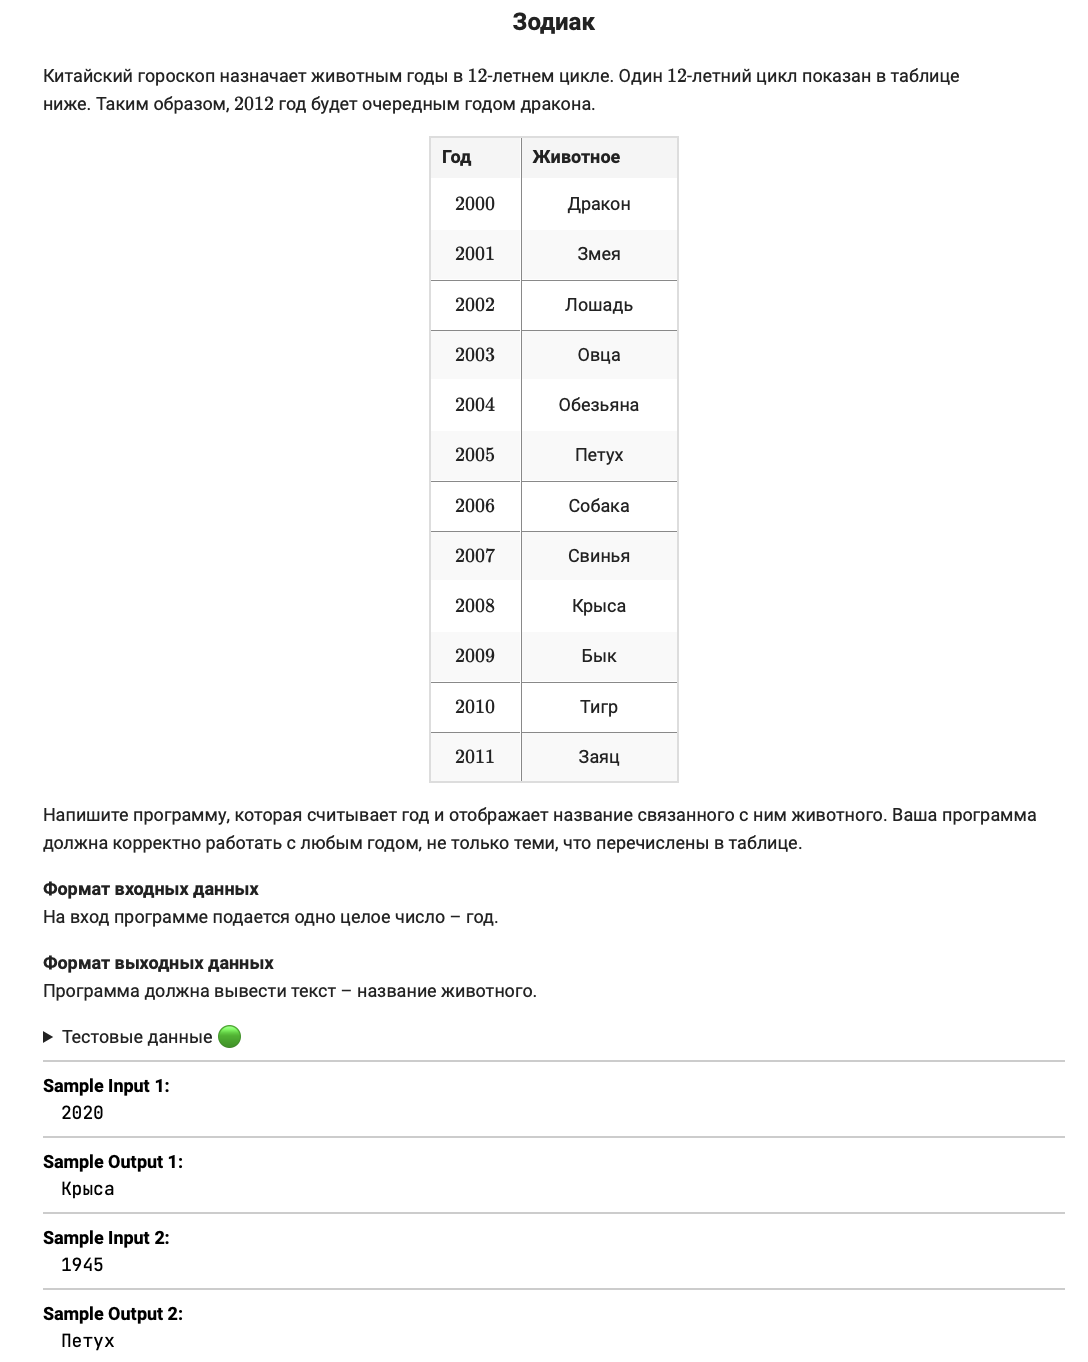 Зодиак
Китайский гороскоп назначает животным годы в 12-летнем цикле. Один 12-летний цикл показан в таблице
ниже. Таким образом, 2012 год будет очередным годом дракона.
Год Животное
2000 Дракон
2001 Змея
2002 Лошадь
2003 Овца
2004 Обезьяна
2005 Петух
2006 Собака
2007 Свинья
2008 Крыса
2009 Бык
2010 Тигр
2011 Заяц
Напишите программу, которая считывает год и отображает название связанного с ним животного. Ваша программа
должна корректно работать с любым годом, не только теми, что перечислены в таблице.
Формат входных данных
На вход программе подается одно целое число – год.
Формат выходных данных
Программа должна вывести текст – название животного.
Тестовые данные
Sample Input 1:
2020
Sample Output 1:
Крыса
Sample Input 2:
1945
Sample Output 2:
Петух